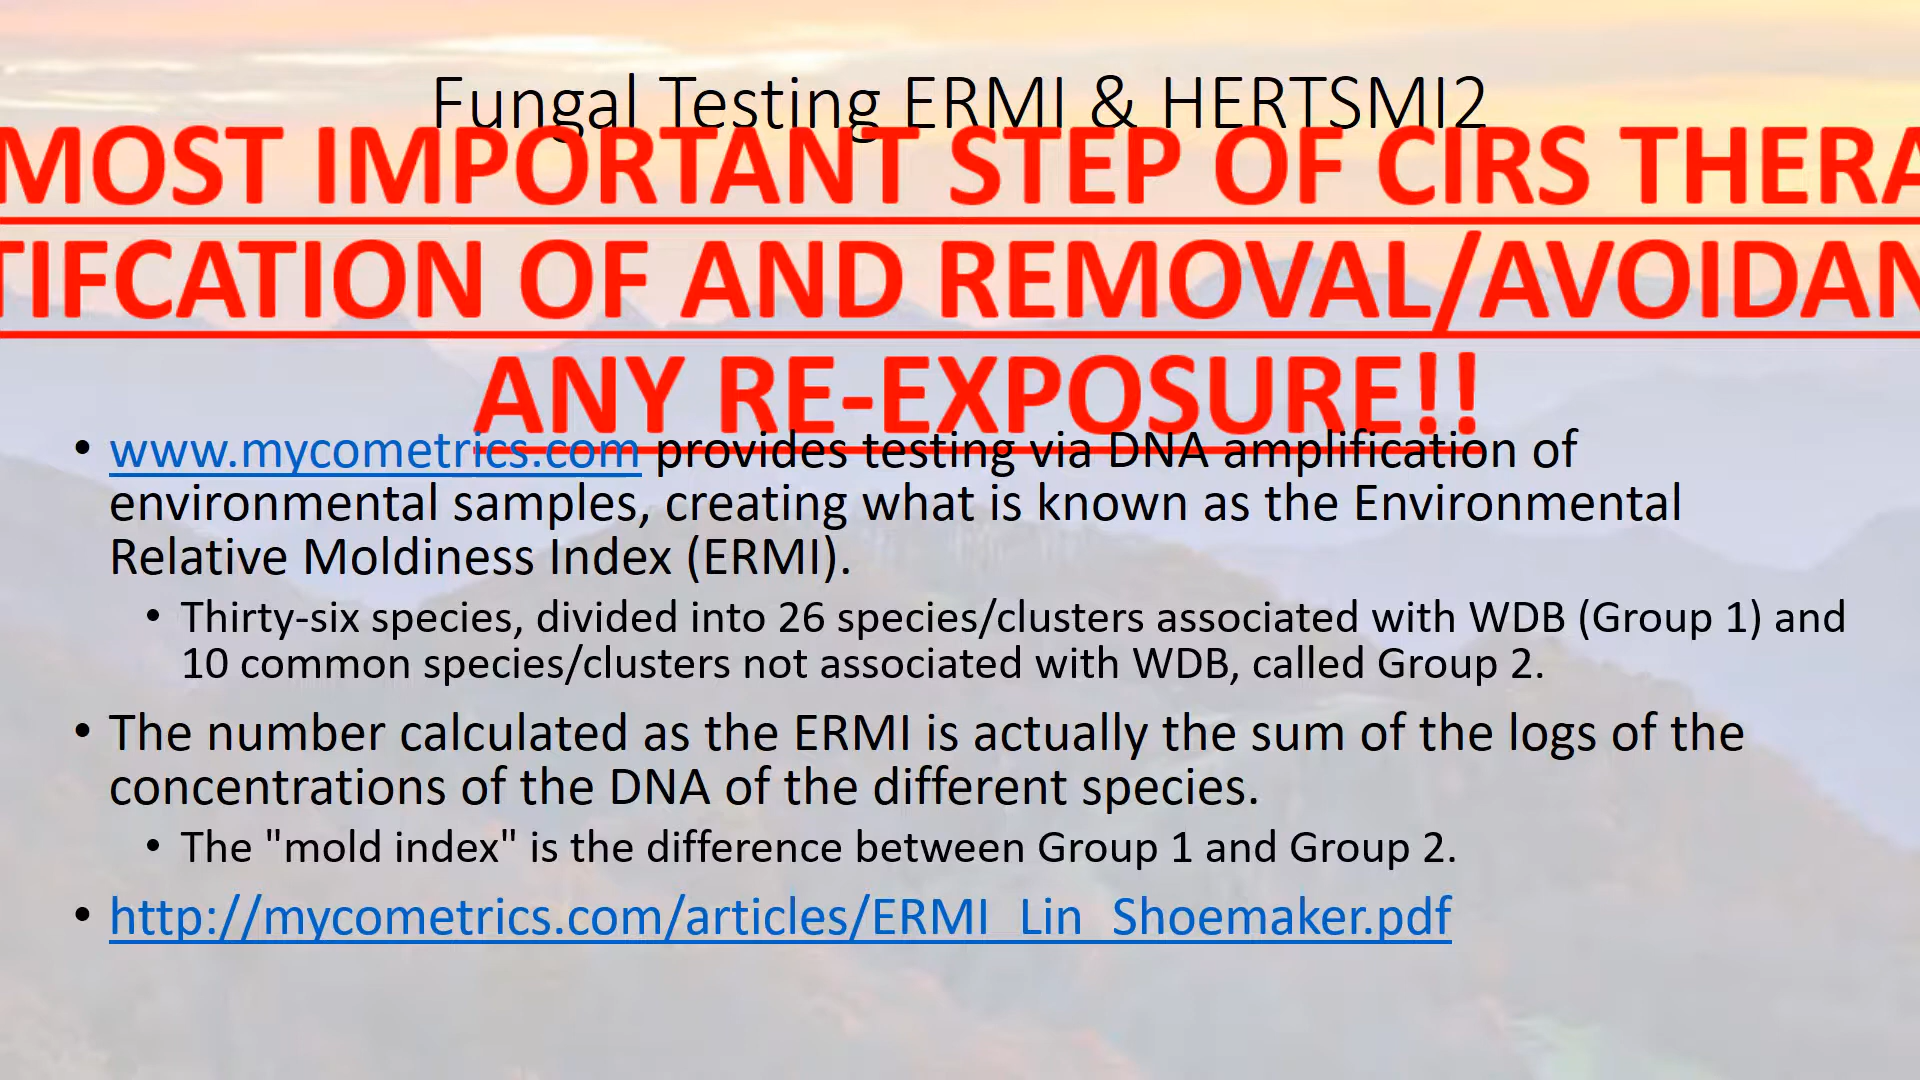 Fungal Testing ERMI & HERTSMI2
MOST IMPORTANT STEP OF CIRS THERA
TIFCATION OF AND REMOVAL/AVOIDAN
ANY RE-EXPOSURE!!
• www.mycometrics.com provides testing via DNA amplification of
environmental samples, creating what is known as the Environmental
Relative Moldiness Index (ERMI).
• Thirty-six species, divided into 26 species/clusters associated with WDB (Group 1) and
10 common species/clusters not associated with WDB, called Group 2.
• The number calculated as the ERMI is actually the sum of the logs of the
concentrations of the DNA of the different species.
• The "mold index" is the difference between Group 1 and Group 2.
• http://mycometrics.com/articles/ERMI_Lin_Shoemaker.pdf